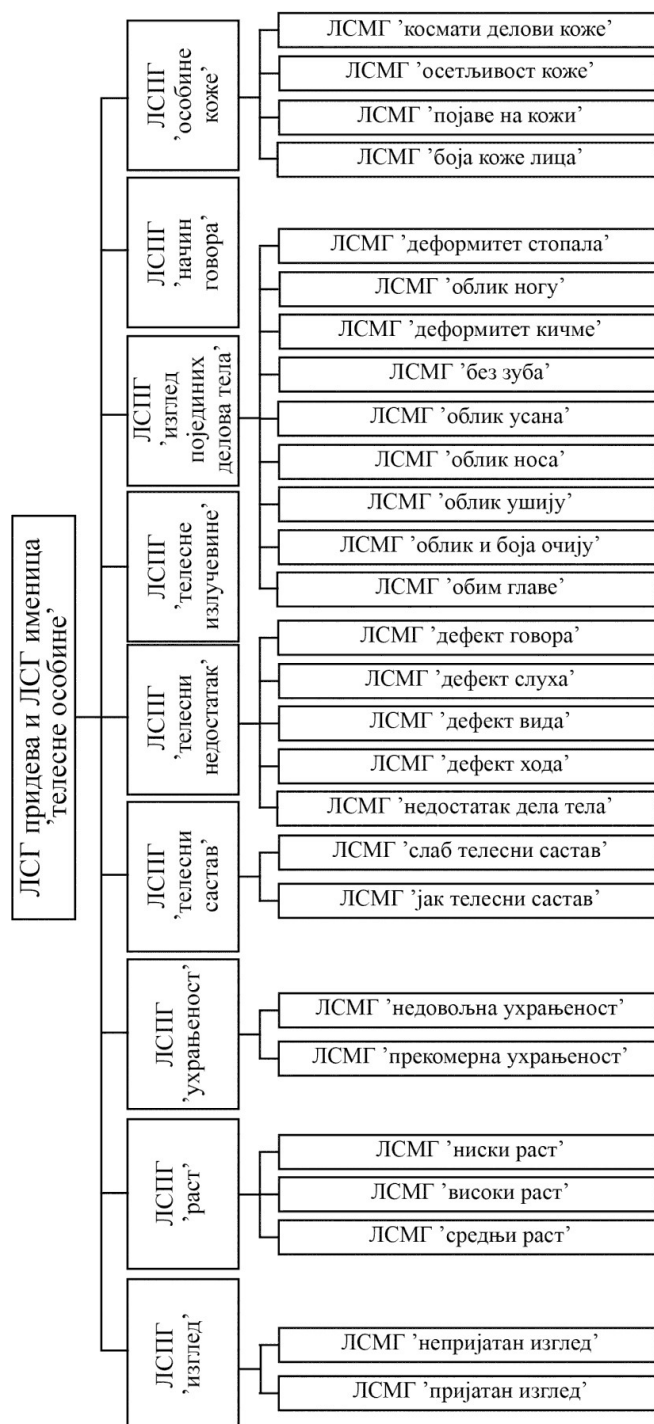 ЛСГ придева и ЛСГ именица
’телесне особине’
ЛСПГ
’особине
коже’
ЛСМГ ’космати делови коже’
ЛСМГ ’осетљивост коже’
ЛСМГ ’појаве на кожи’
ЛСМГ ’боја коже лица’
ЛСПГ
’начин
говора’
ЛСПГ
’изглед
појединих
делова тела’
ЛСМГ ’деформитет стопала’
ЛСМГ ’облик ногу’
ЛСМГ ’деформитет кичме’
ЛСМГ ’без зуба’
ЛСМГ ’облик усана’
ЛСМГ ’облик носа’
ЛСМГ ’облик ушију’
ЛСМГ ’облик и боја очију’
ЛСМГ ’обим главе’
ЛСПГ
’телесне
излучевине’
ЛСПГ
’телесни
недостатак’
ЛСМГ ’дефект говора’
ЛСМГ ’дефект слуха’
ЛСМГ ’дефект вида’
ЛСМГ ’дефект хода’
ЛСМГ ’недостатак дела тела’
ЛСПГ
’телесни
састав’
ЛСМГ ’слаб телесни састав’
ЛСМГ ’јак телесни састав’
ЛСПГ
’ухрањеност’
ЛСМГ ’недовољна ухрањеност’
ЛСМГ ’прекомерна ухрањеност’
ЛСПГ
’раст’
ЛСМГ ’ниски раст’
ЛСМГ ’високи раст’
ЛСМГ ’средњи раст’
ЛСПГ
’изглед’
ЛСМГ ’непријатан изглед’
ЛСМГ ’пријатан изглед’